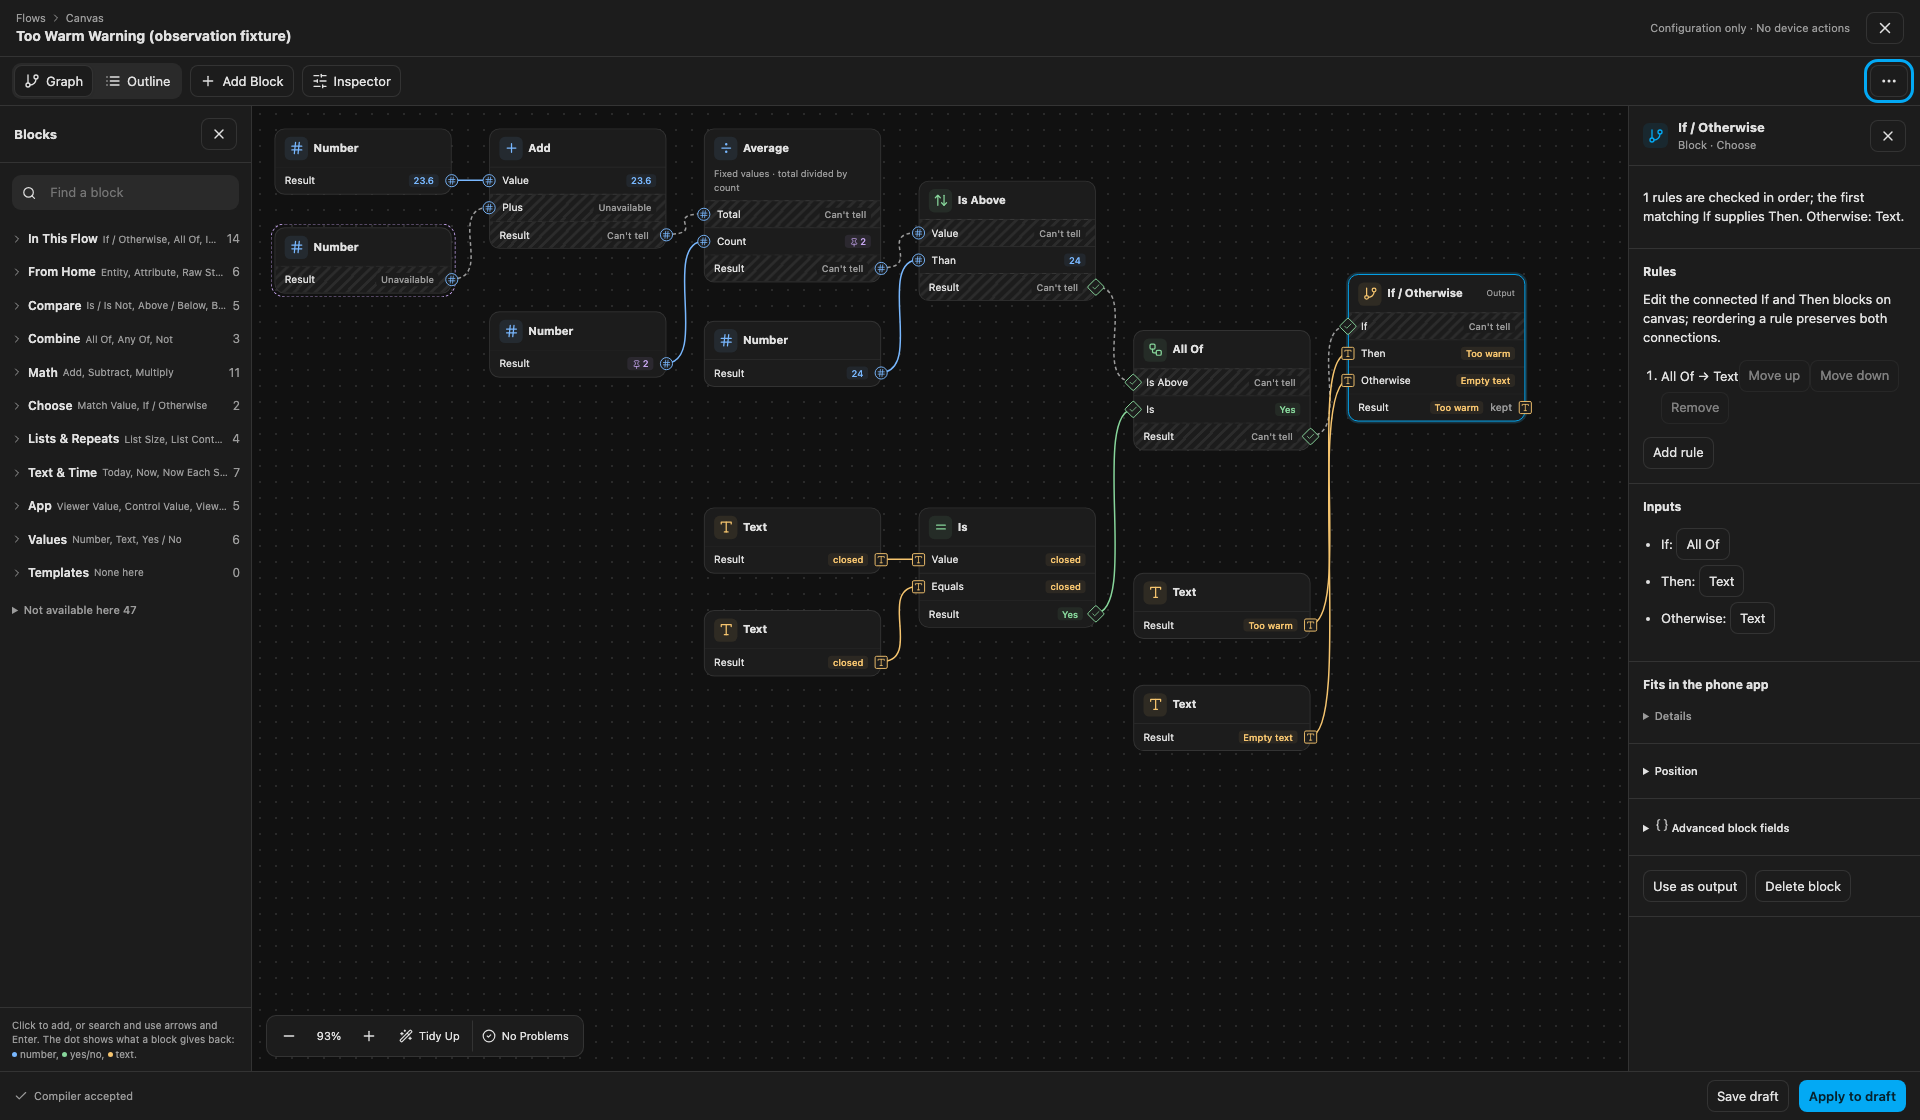 Flows > Canvas
Too Warm Warning (observation fixture)
Configuration only · No device actions
Graph
Outline
Add Block
Inspector
Blocks
Find a block
In This Flow If / Otherwise, All Of, I... 14
From Home Entity, Attribute, Raw St... 6
Compare Is / Is Not, Above / Below, B... 5
Combine All Of, Any Of, Not 3
Math Add, Subtract, Multiply 11
Choose Match Value, If / Otherwise 2
Lists & Repeats List Size, List Cont... 4
Text & Time Today, Now, Now Each S... 7
App Viewer Value, Control Value, View... 5
Values Number, Text, Yes / No 6
Templates None here 0
Not available here 47
Click to add, or search and use arrows and
Enter. The dot shows what a block gives back:
number, yes/no, text.
Number
Result 23.6
Number
Result Unavailable
Add
Value 23.6
Plus Unavailable
Result Can't tell
Number
Result 2
Average
Fixed values · total divided by
count
Total Can't tell
Count 2
Result Can't tell
Number
Result 24
Is Above
Value Can't tell
Than 24
Result Can't tell
Text
Result closed
Text
Result closed
Is
Value closed
Equals closed
Result Yes
All Of
Is Above Can't tell
Is Yes
Result Can't tell
Text
Result Too warm
Text
Result Empty text
If / Otherwise Output
If Can't tell
Then Too warm
Otherwise Empty text
Result Too warm kept
93%
Tidy Up
No Problems
If / Otherwise
Block · Choose
1 rules are checked in order; the first
matching If supplies Then. Otherwise: Text.
Rules
Edit the connected If and Then blocks on
canvas; reordering a rule preserves both
connections.
1. All Of → Text Move up Move down
Remove
Add rule
Inputs
• If: All Of
• Then: Text
• Otherwise: Text
Fits in the phone app
Details
Position
{} Advanced block fields
Use as output
Delete block
Compiler accepted
Save draft
Apply to draft